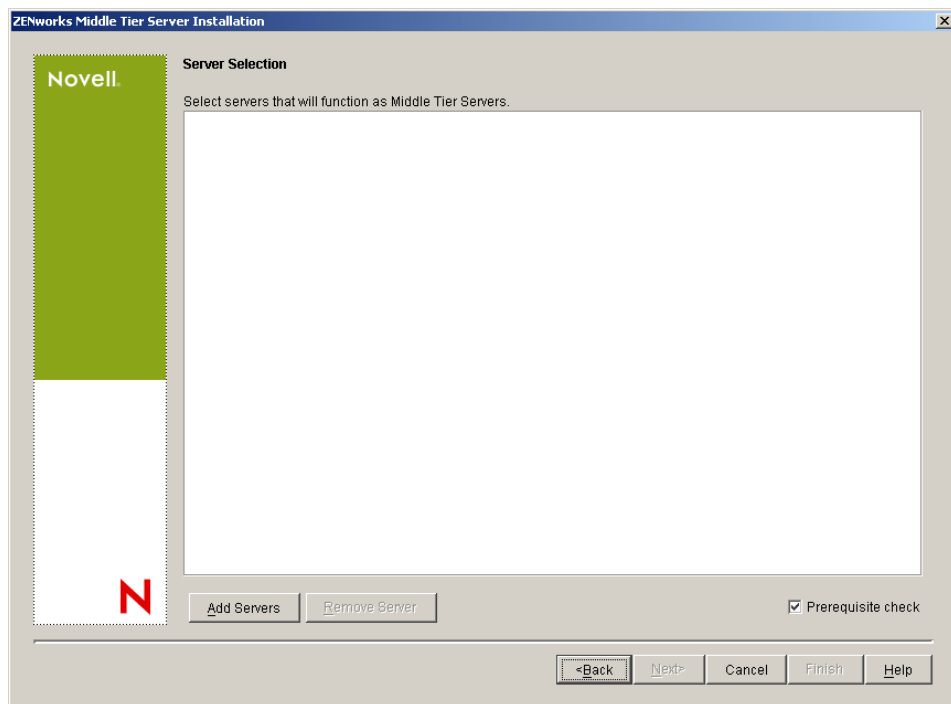 ZENworks Middle Tier Server Installation
Novell.
Server Selection
Select servers that will function as Middle Tier Servers.
N
Add Servers
Remove Server
Prerequisite check
<Back
Next>
Cancel
Finish
Help